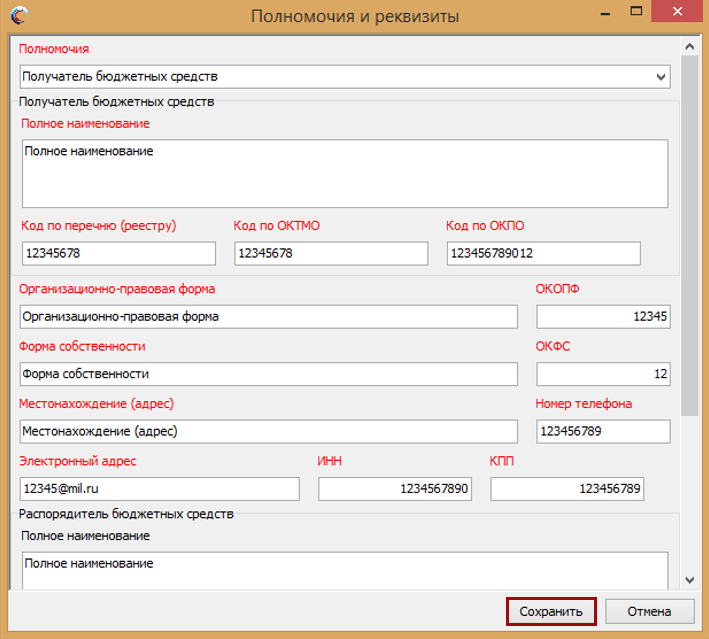 Полномочия и реквизиты
Полномочия
Получатель бюджетных средств
Получатель бюджетных средств
Полное наименование
Полное наименование
Код по перечню (реестру) Код по ОКТМО Код по ОКПО
12345678 12345678 123456789012
Организационно-правовая форма ОКОПФ
Организационно-правовая форма 12345
Форма собственности ОКФС
Форма собственности 12
Местонахождение (адрес) Номер телефона
Местонахождение (адрес) 123456789
Электронный адрес ИНН КПП
12345@mil.ru 1234567890 123456789
Распорядитель бюджетных средств
Полное наименование
Полное наименование
Сохранить Отмена